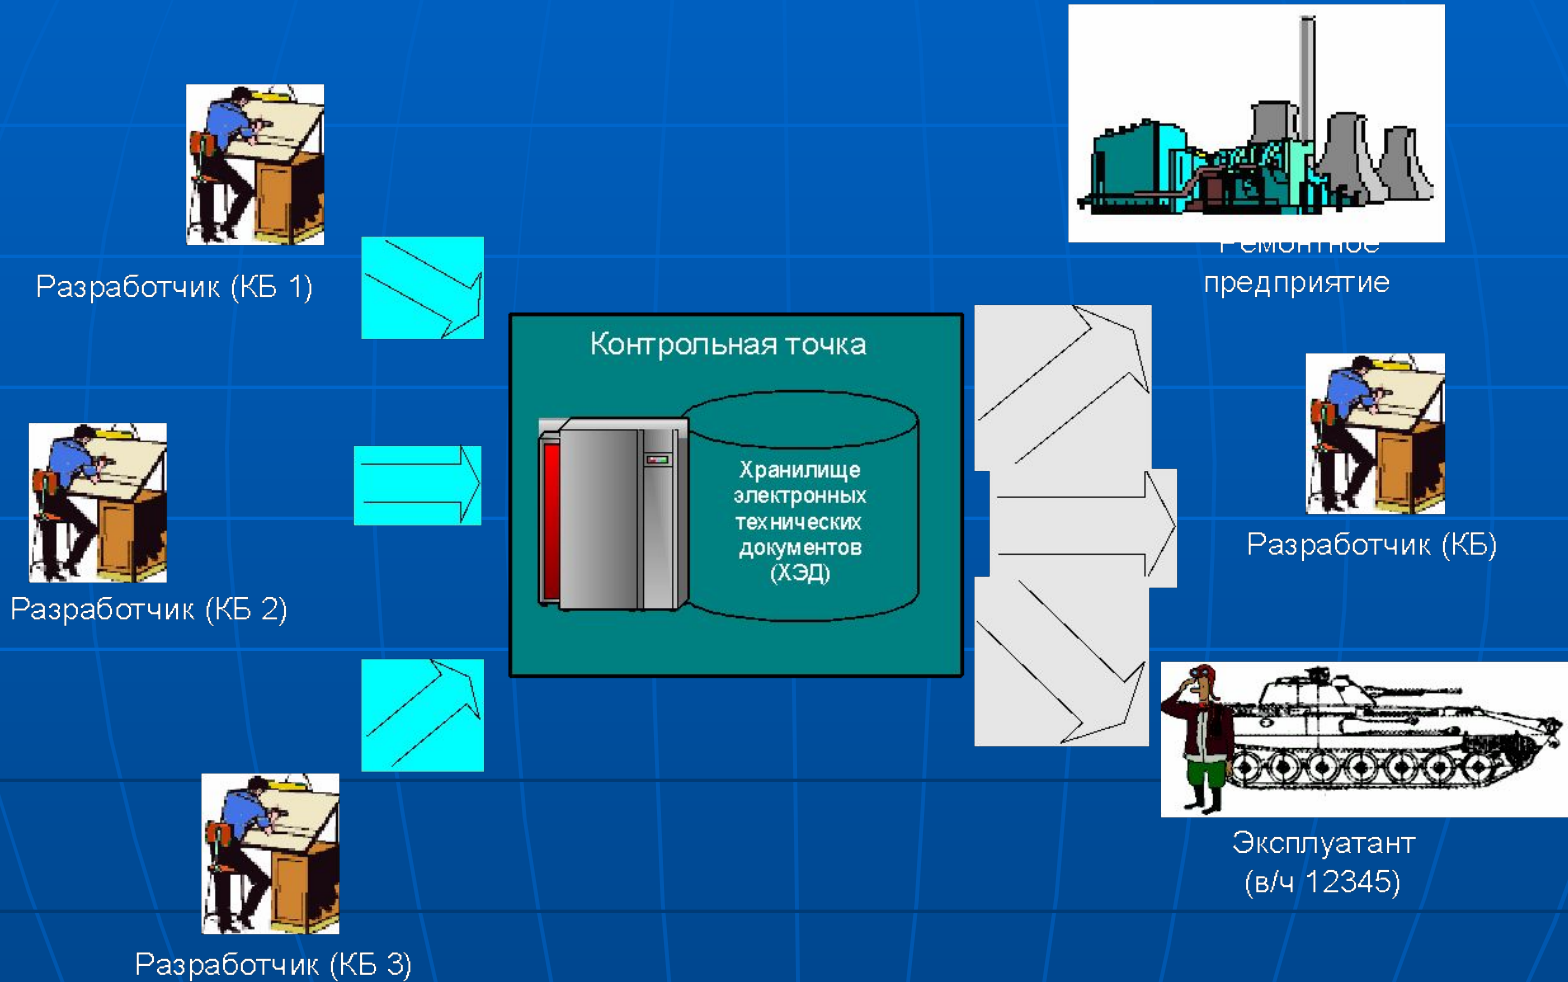 Разработчик (КБ 1)
Разработчик (КБ 2)
Разработчик (КБ 3)
Контрольная точка
Хранилище
электронных
технических
документов
(ХЭД)
Ремонтное
предприятие
Разработчик (КБ)
Эксплуатант
(в/ч 12345)